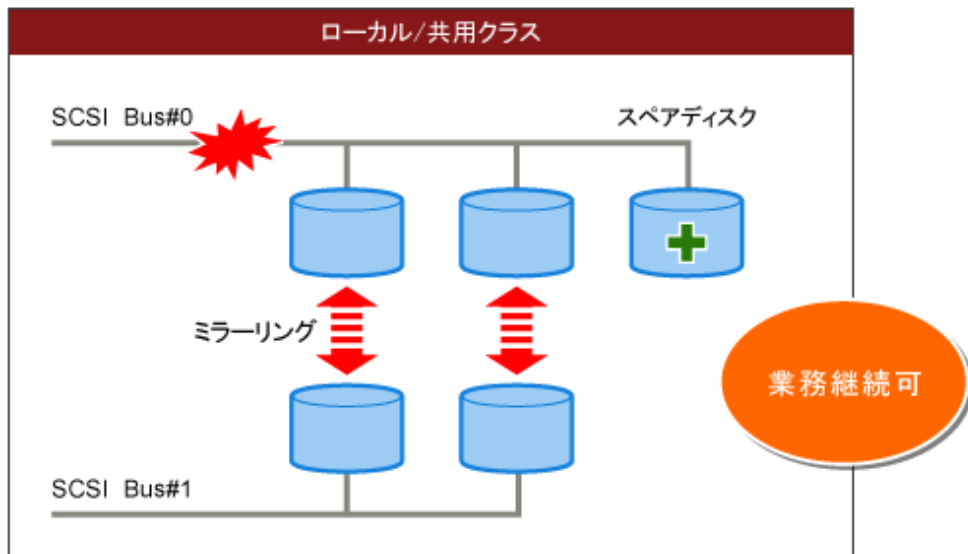 ローカル/共用クラス
SCSI Bus#0
スペアディスク
ミラーリング
業務継続可
SCSI Bus#1